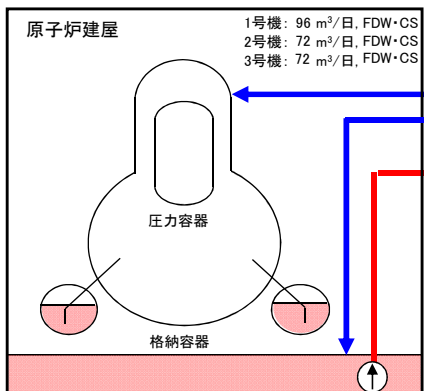 原子炉建屋
1号機: 96 m³/日, FDW・CS
2号機: 72 m³/日, FDW・CS
3号機: 72 m³/日, FDW・CS
圧力容器
格納容器